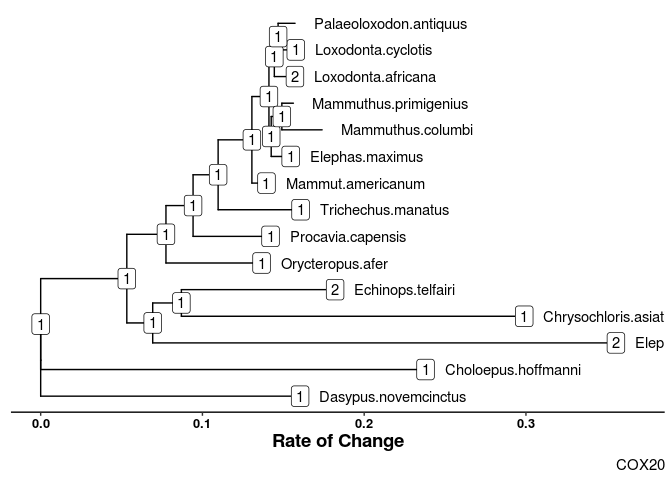 Palaeoloxodon.antiquus
1
1 Loxodonta.cyclotis
1
2 Loxodonta.africana
1
Mammuthus.primigenius
1
Mammuthus.columbi
1 1
1 Elephas.maximus
1
1 Mammut.americanum
1
1 Trichechus.manatus
1
1 Procavia.capensis
1
1 Orycteropus.afer
1
2 Echinops.telfairi
1
1 Chrysochloris.asiat
1 1
2 Elep
1 Choloepus.hoffmanni
1 Dasypus.novemcinctus
0.0 0.1 0.2 0.3
Rate of Change
COX20